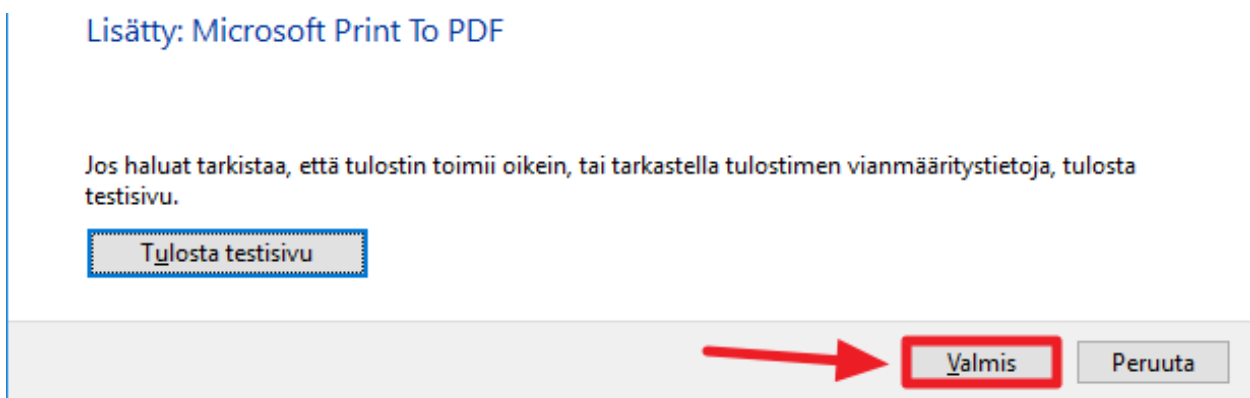 Lisätty: Microsoft Print To PDF
Jos haluat tarkistaa, että tulostin toimii oikein, tai tarkastella tulostimen vianmääritystietoja, tulosta
testisivu.
Tulosta testisivu
Valmis
Peruuta